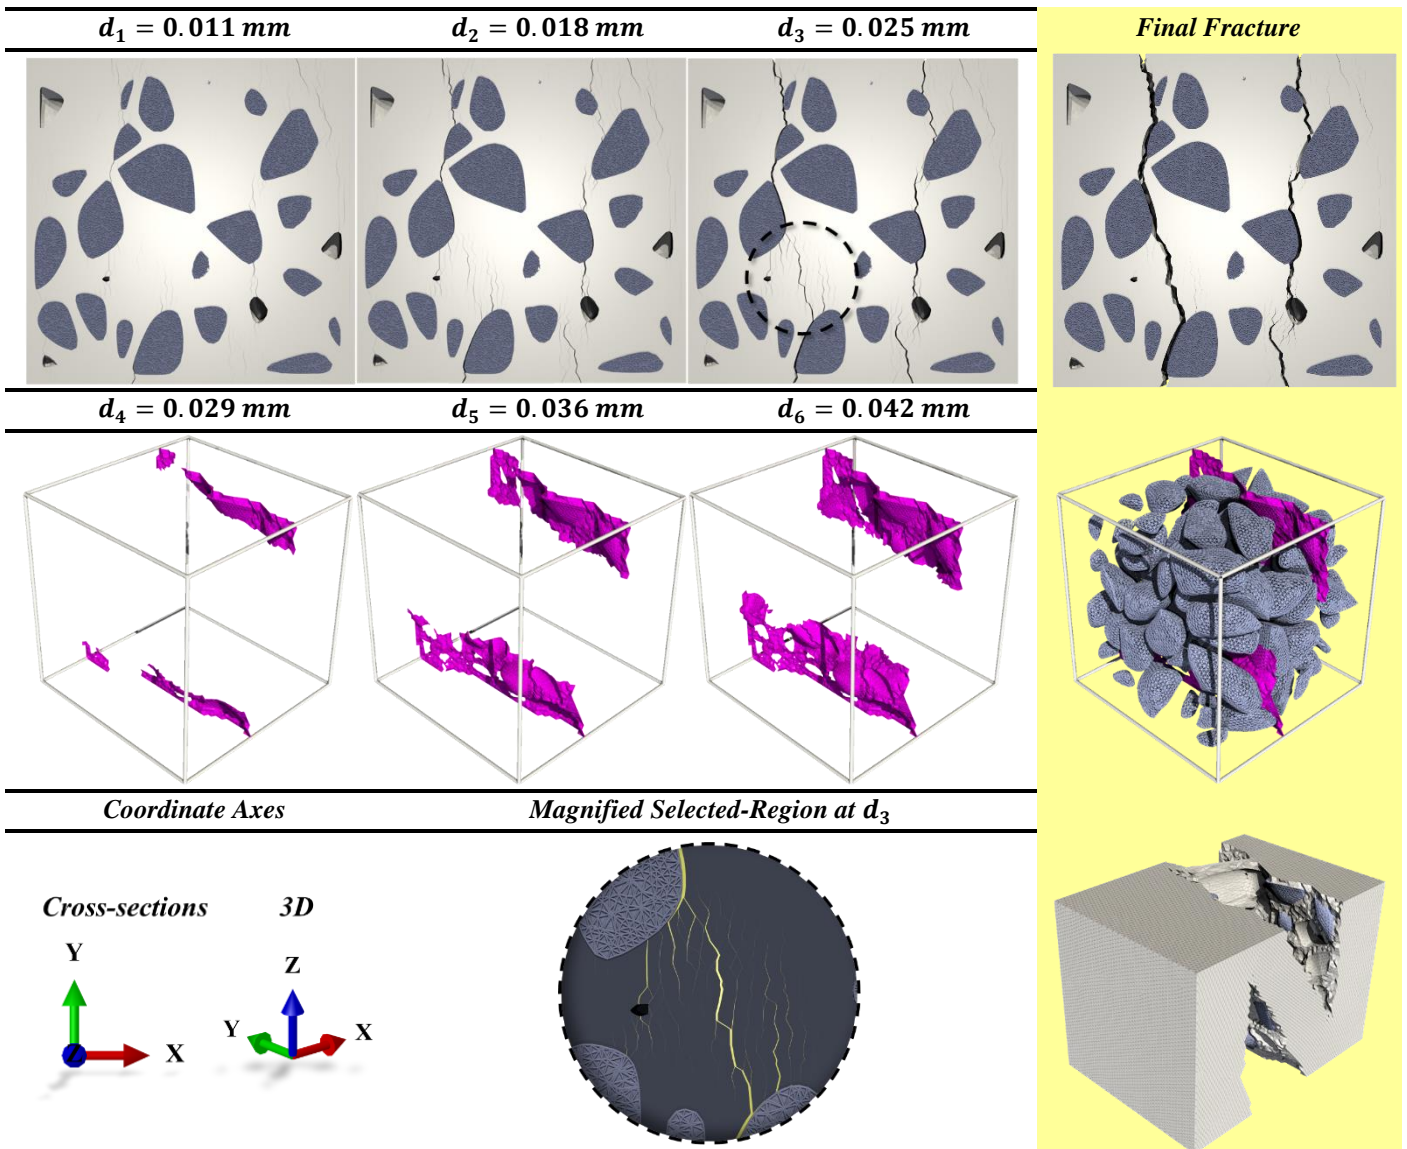 d₁ = 0.011 mm
d₂ = 0.018 mm
d₃ = 0.025 mm
Final Fracture
d₄ = 0.029 mm
d₅ = 0.036 mm
d₆ = 0.042 mm
Coordinate Axes
Magnified Selected-Region at d₃
Cross-sections
3D
Y
Z
X
Z
Y
X